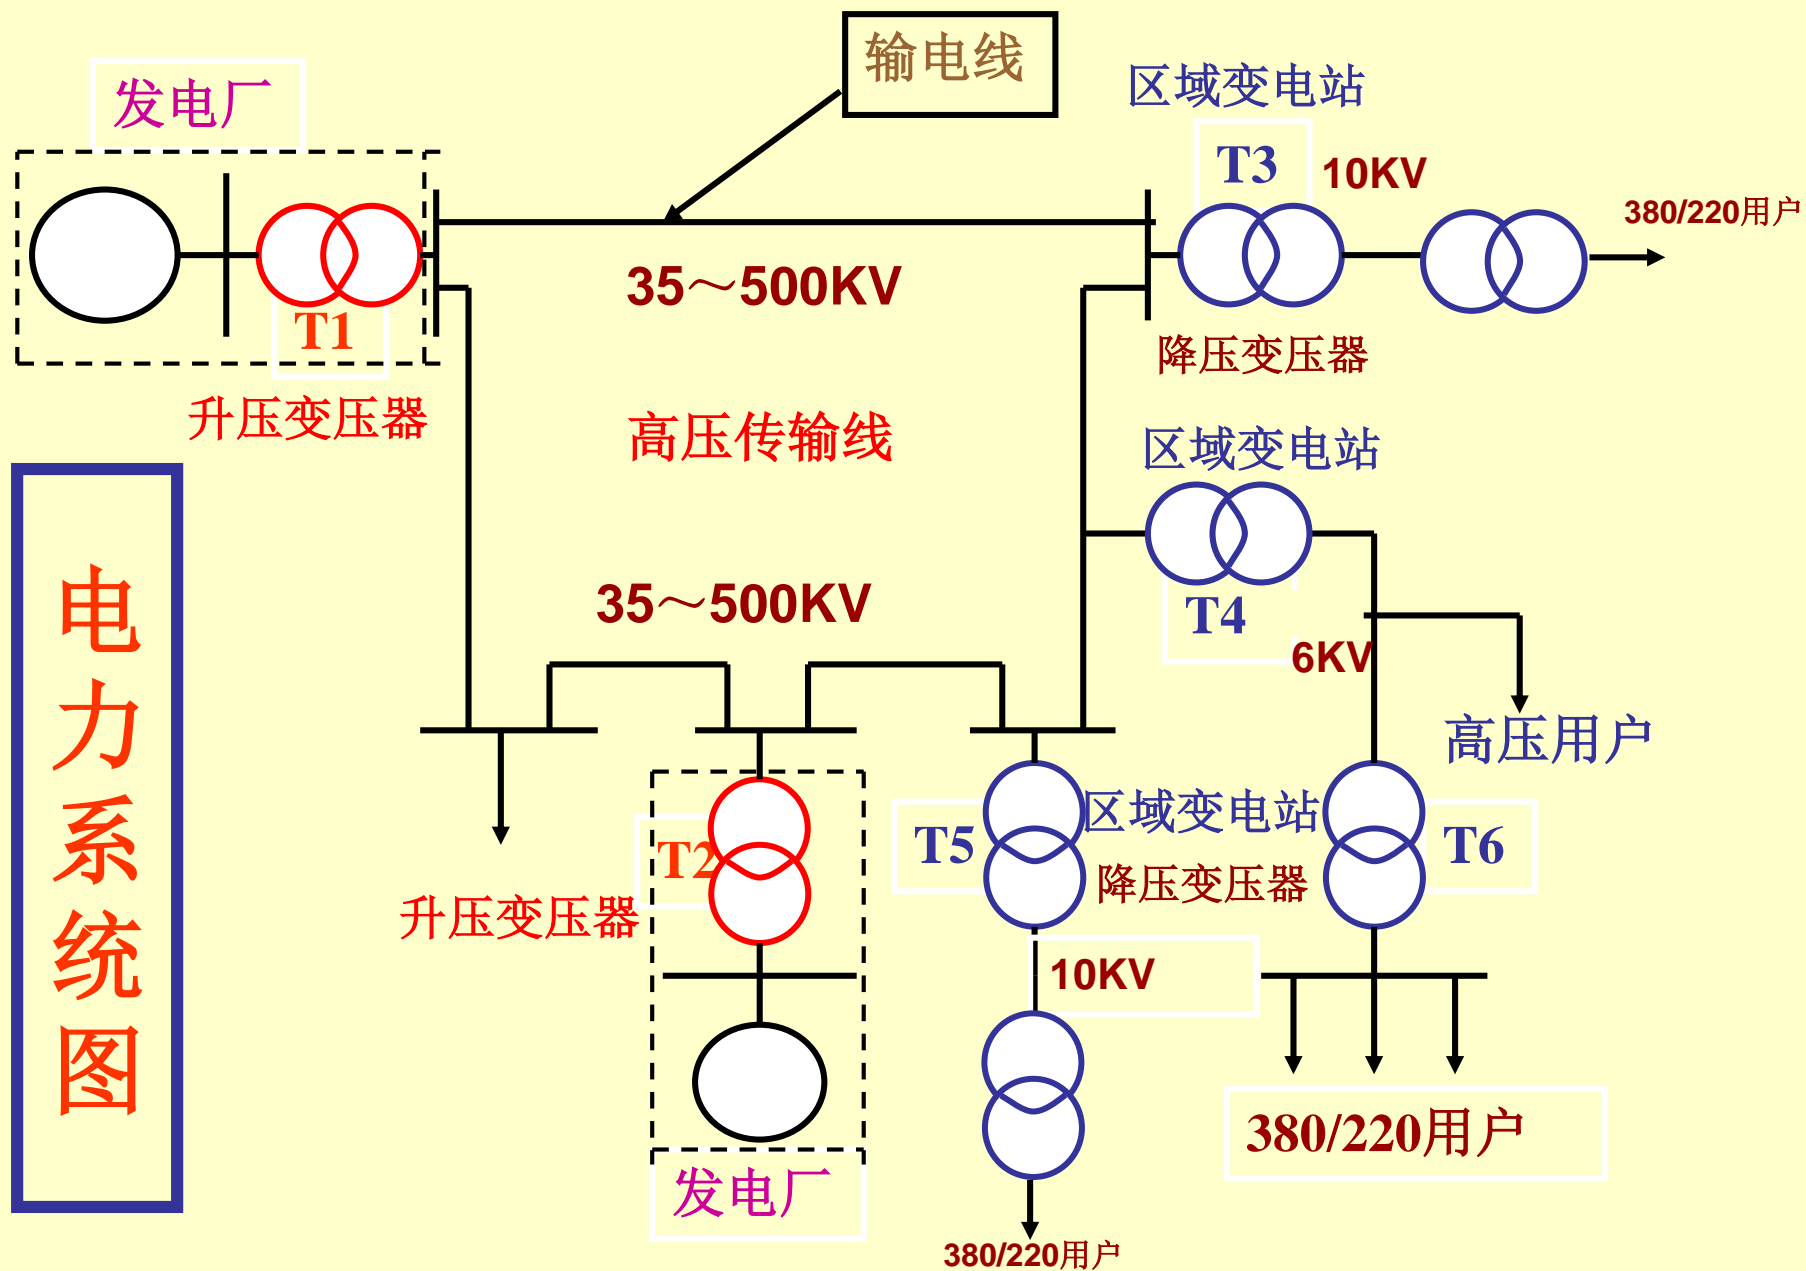 输电线
发电厂
区域变电站
T3
10KV
380/220用户
35～500KV
T1
降压变压器
升压变压器
高压传输线
区域变电站
35～500KV
T4
6KV
高压用户
电力系统图
T2
T5
区域变电站
T6
降压变压器
升压变压器
10KV
380/220用户
发电厂
380/220用户